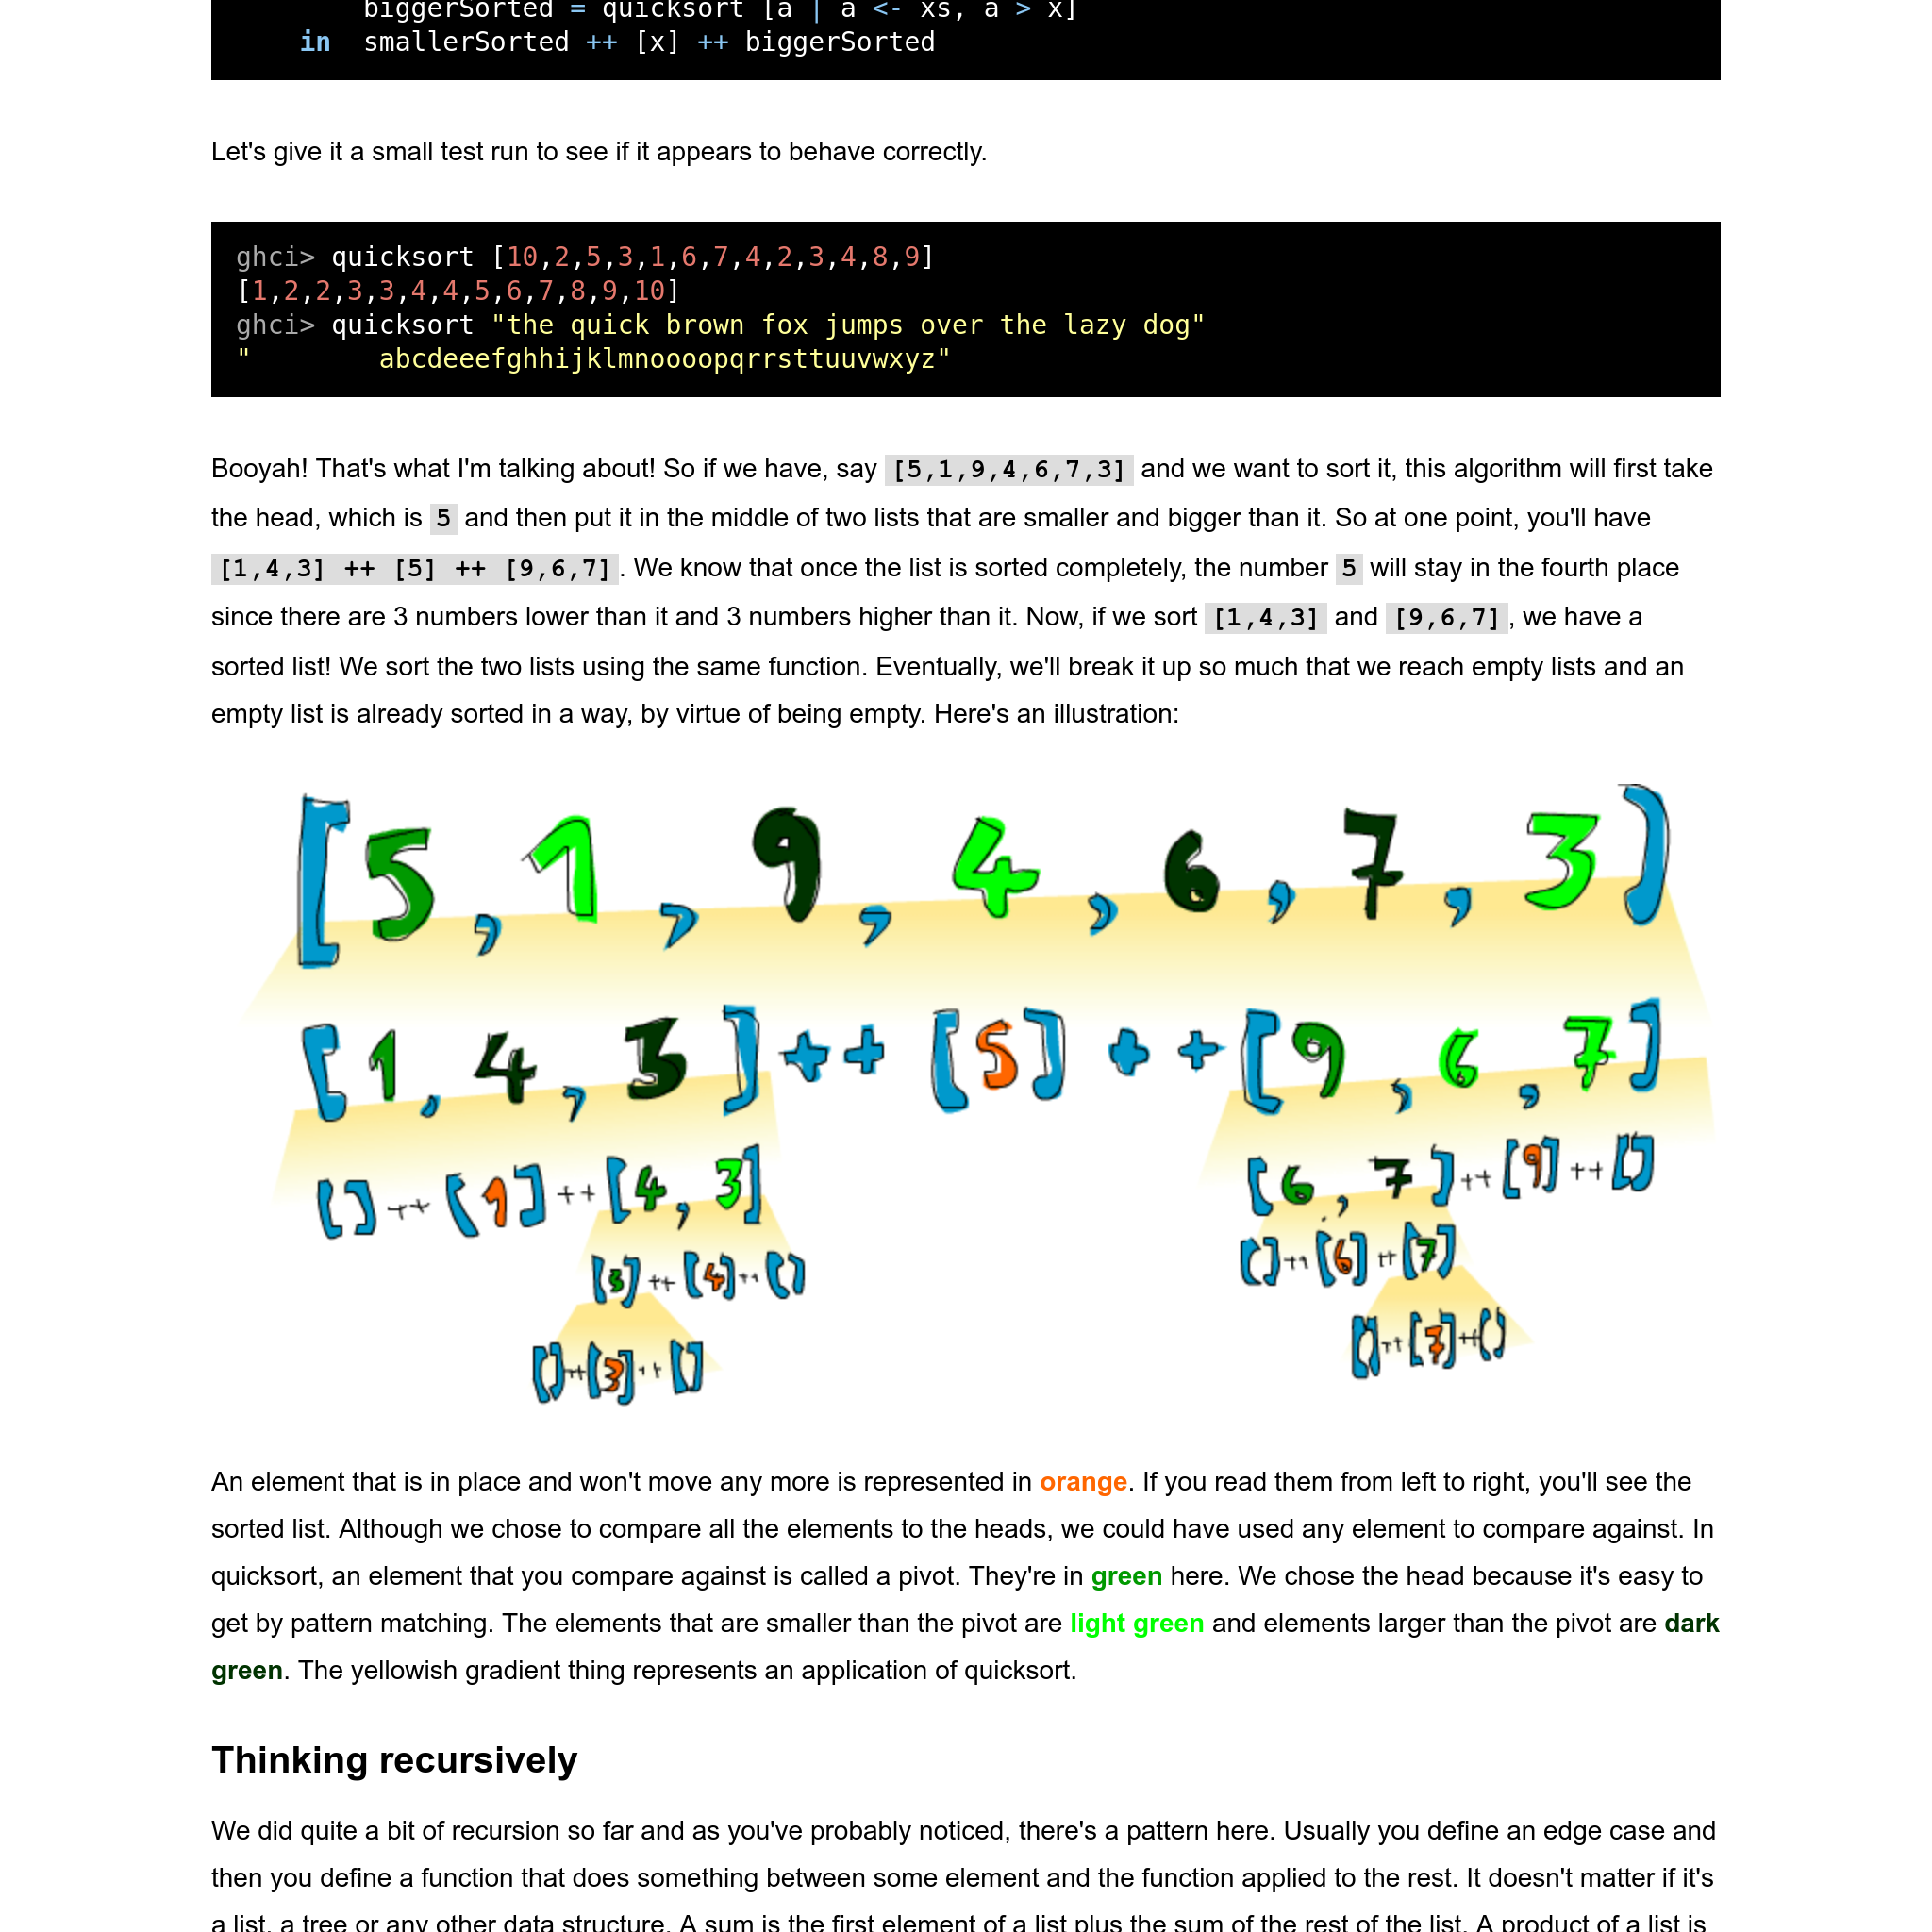 biggerSorted = quicksort [a | a <- xs, a > x]
in  smallerSorted ++ [x] ++ biggerSorted
Let's give it a small test run to see if it appears to behave correctly.
ghci> quicksort [10,2,5,3,1,6,7,4,2,3,4,8,9]
[1,2,2,3,3,4,4,5,6,7,8,9,10]
ghci> quicksort "the quick brown fox jumps over the lazy dog"
"        abcdeeefghhijklmnoooopqrrsttuuvwxyz"
Booyah! That's what I'm talking about! So if we have, say [5,1,9,4,6,7,3] and we want to sort it, this algorithm will first take
the head, which is 5 and then put it in the middle of two lists that are smaller and bigger than it. So at one point, you'll have
[1,4,3] ++ [5] ++ [9,6,7]. We know that once the list is sorted completely, the number 5 will stay in the fourth place
since there are 3 numbers lower than it and 3 numbers higher than it. Now, if we sort [1,4,3] and [9,6,7], we have a
sorted list! We sort the two lists using the same function. Eventually, we'll break it up so much that we reach empty lists and an
empty list is already sorted in a way, by virtue of being empty. Here's an illustration:
[5,1,9,4,6,7,3]
[1,4,3]++[5]++[9,6,7]
[]++[1]++[4,3] [6,7]++[9]++[]
[3]++[4]++[] []++[6]++[7]
[]++[3]++[] []++[7]++[]
An element that is in place and won't move any more is represented in orange. If you read them from left to right, you'll see the
sorted list. Although we chose to compare all the elements to the heads, we could have used any element to compare against. In
quicksort, an element that you compare against is called a pivot. They're in green here. We chose the head because it's easy to
get by pattern matching. The elements that are smaller than the pivot are light green and elements larger than the pivot are dark
green. The yellowish gradient thing represents an application of quicksort.
Thinking recursively
We did quite a bit of recursion so far and as you've probably noticed, there's a pattern here. Usually you define an edge case and
then you define a function that does something between some element and the function applied to the rest. It doesn't matter if it's
a list, a tree or any other data structure. A sum is the first element of a list plus the sum of the rest of the list. A product of a list is